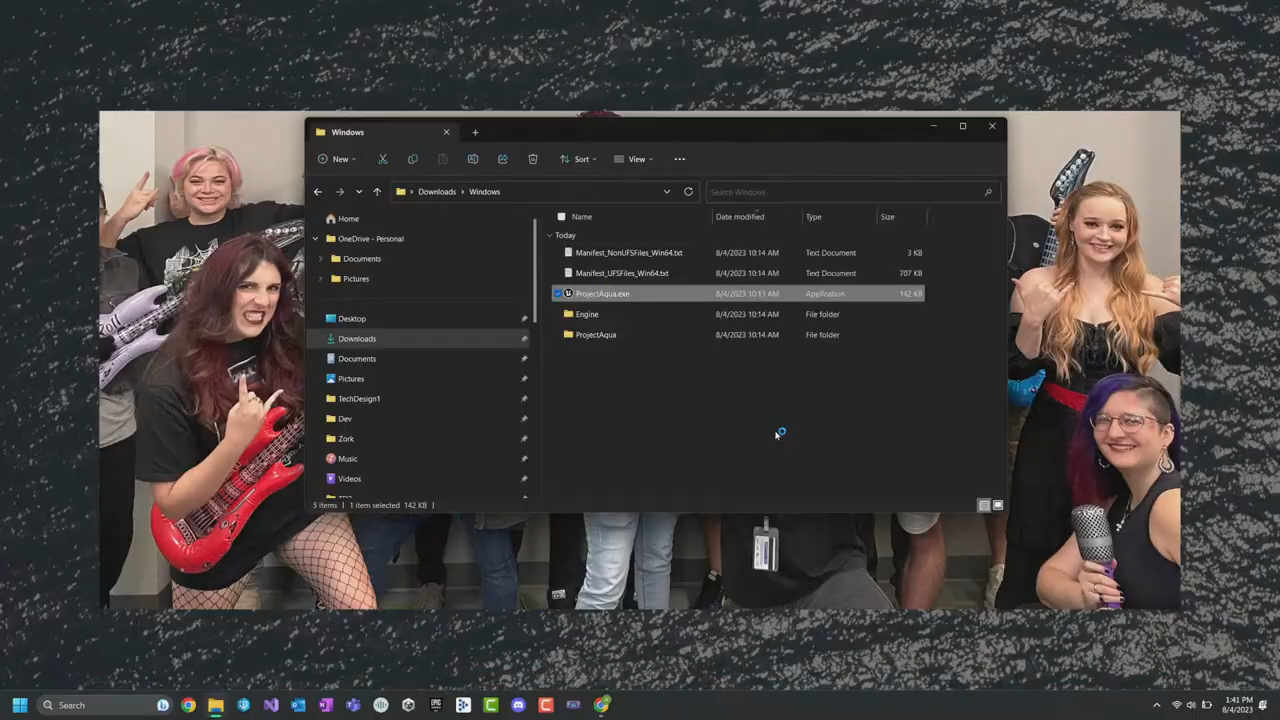 Windows
New
Sort
View
Downloads
Windows
Search Windows
Home
OneDrive - Personal
Documents
Pictures
Desktop
Downloads
Documents
Pictures
TechDesign1
Dev
Zork
Music
Videos
Name Date modified Type Size
Today
Manifest_NonUFSFiles_Win64.txt 8/4/2023 10:14 AM Text Document 3 KB
Manifest_UFSFiles_Win64.txt 8/4/2023 10:14 AM Text Document 707 KB
ProjectAqua.exe 8/4/2023 10:13 AM Application 142 KB
Engine 8/4/2023 10:14 AM File folder
ProjectAqua 8/4/2023 10:14 AM File folder
5 items 1 item selected 142 KB
Search
EPIC
1:41 PM
8/4/2023